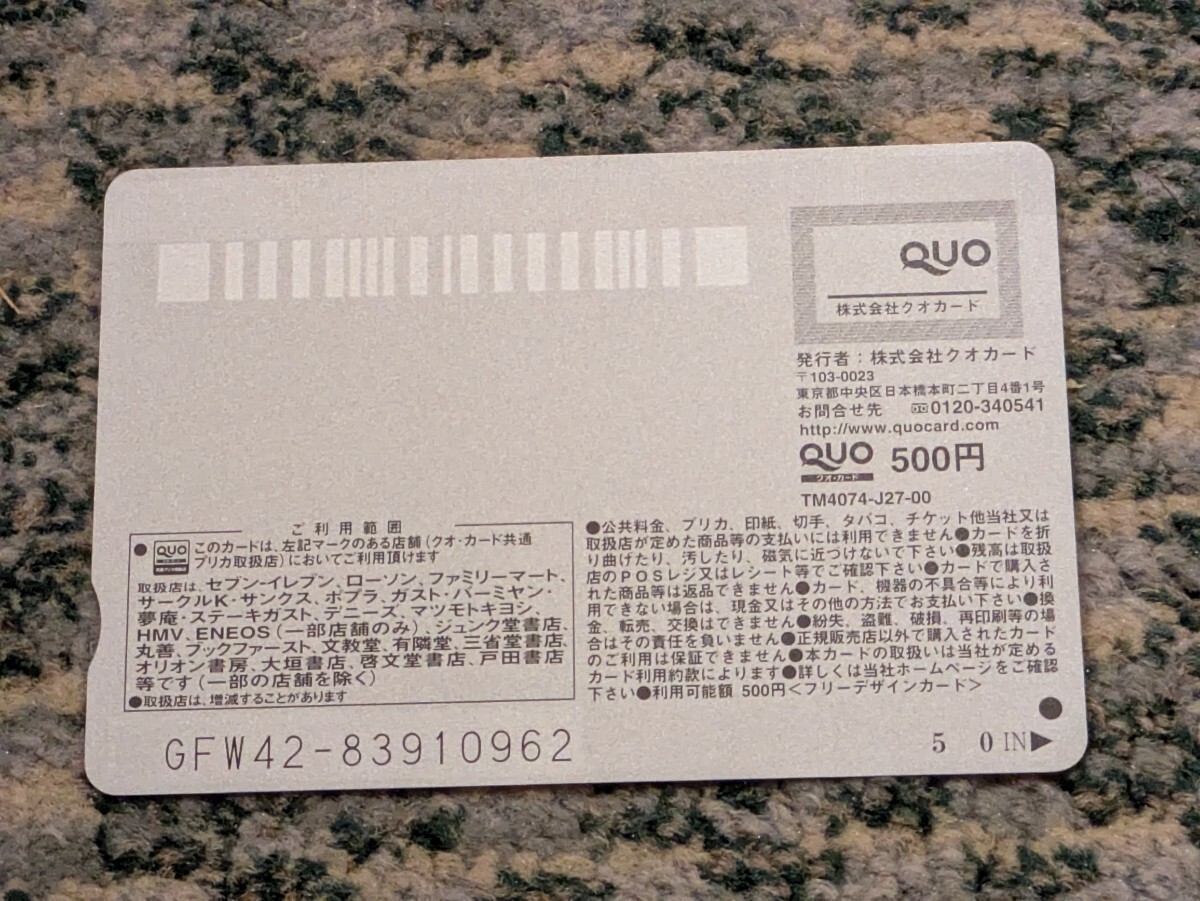 QUO
株式会社クオカード
発行者：株式会社クオカード
〒103-0023
東京都中央区日本橋本町二丁目4番1号
お問合せ先 0120-340541
http://www.quocard.com
QUO 500円
クオ・カード
TM4074-J27-00
ご利用範囲
●QUO このカードは、左記マークのある店舗(クオ・カード共通
プリカ取扱店)においてご利用頂けます
取扱店は、セブン-イレブン、ローソン、ファミリーマート、
サークルK・サンクス、ポプラ、ガスト・バーミヤン・
夢庵・ステーキガスト、デニーズ、マツモトキヨシ、
HMV、ENEOS(一部店舗のみ)、ジュンク堂書店、
丸善、ブックファースト、文教堂、有隣堂、三省堂書店、
オリオン書房、大垣書店、啓文堂書店、戸田書店
等です(一部の店舗を除く)
●取扱店は、増減することがあります
●公共料金、プリカ、印紙、切手、タバコ、チケット他当社又は
取扱店が定めた商品等の支払いには利用できません●カードを折
り曲げたり、汚したり、磁気に近づけないで下さい●残高は取扱
店のPOSレジ又はレシート等でご確認下さい●カードで購入さ
れた商品等は返品できません●カード、機器の不具合等により利
用できない場合は、現金又はその他の方法でお支払い下さい●換
金、転売、交換はできません●紛失、盗難、破損、再印刷等の場
合はその責任を負いません●正規販売店以外で購入されたカード
のご利用は保証できません●本カードの取扱いは当社が定める
カード利用約款によります●詳しくは当社ホームページをご確認
下さい●利用可能額 500円<フリーデザインカード>
GFW42-83910962
5 0 IN▶